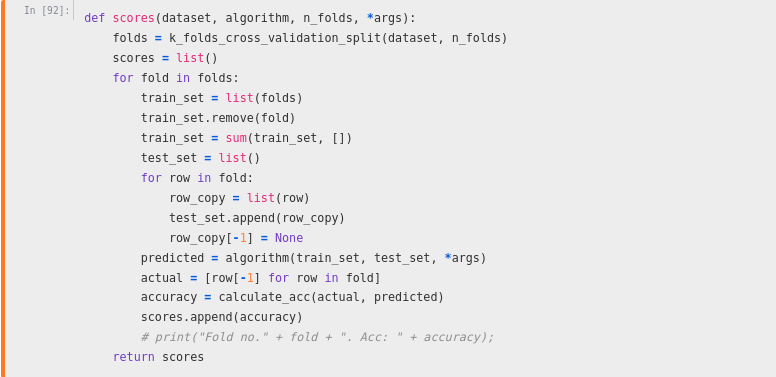 In [92]: def scores(dataset, algorithm, n_folds, *args):
    folds = k_folds_cross_validation_split(dataset, n_folds)
    scores = list()
    for fold in folds:
        train_set = list(folds)
        train_set.remove(fold)
        train_set = sum(train_set, [])
        test_set = list()
        for row in fold:
            row_copy = list(row)
            test_set.append(row_copy)
            row_copy[-1] = None
        predicted = algorithm(train_set, test_set, *args)
        actual = [row[-1] for row in fold]
        accuracy = calculate_acc(actual, predicted)
        scores.append(accuracy)
        # print("Fold no." + fold + ". Acc: " + accuracy);
    return scores